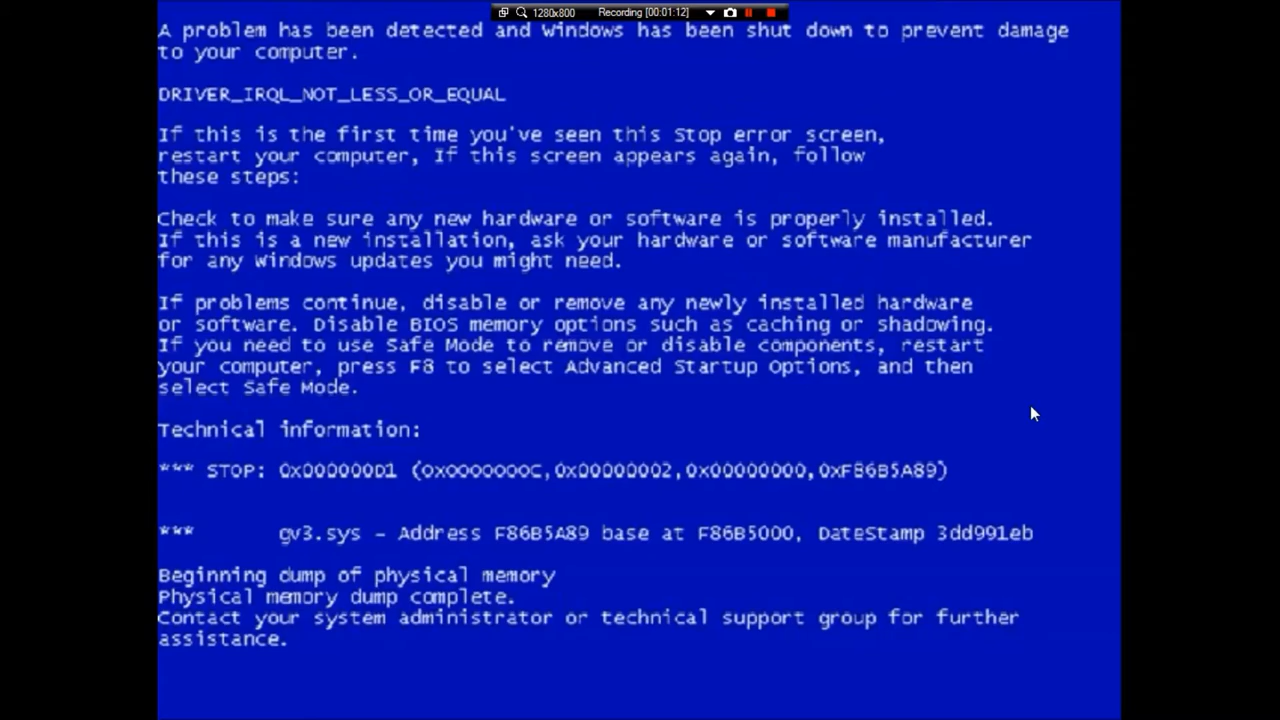 1280x800 Recording [00:01:12]
A problem has been detected and Windows has been shut down to prevent damage
to your computer.
DRIVER_IRQL_NOT_LESS_OR_EQUAL
If this is the first time you've seen this Stop error screen,
restart your computer, If this screen appears again, follow
these steps:
Check to make sure any new hardware or software is properly installed.
If this is a new installation, ask your hardware or software manufacturer
for any Windows updates you might need.
If problems continue, disable or remove any newly installed hardware
or software. Disable BIOS memory options such as caching or shadowing.
If you need to use Safe Mode to remove or disable components, restart
your computer, press F8 to select Advanced Startup Options, and then
select Safe Mode.
Technical information:
*** STOP: 0x000000D1 (0x0000000C,0x00000002,0x00000000,0xF86B5A89)
*** gv3.sys - Address F86B5A89 base at F86B5000, DateStamp 3dd991eb
Beginning dump of physical memory
Physical memory dump complete.
Contact your system administrator or technical support group for further
assistance.